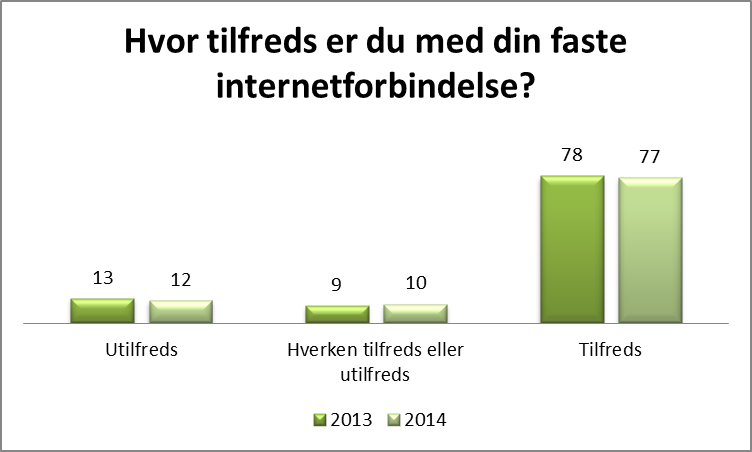 Hvor tilfreds er du med din faste
internetforbindelse?
13
12
9
10
78
77
Utilfreds
Hverken tilfreds eller
utilfreds
Tilfreds
2013
2014